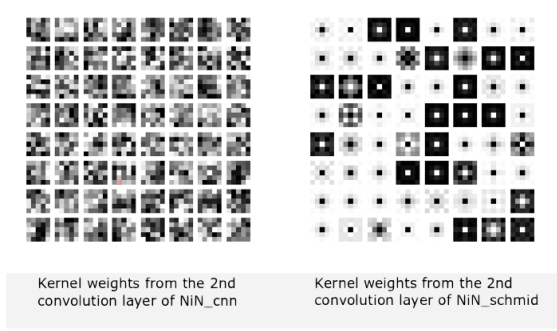 Kernel weights from the 2nd
convolution layer of NiN_cnn
Kernel weights from the 2nd
convolution layer of NiN_schmid